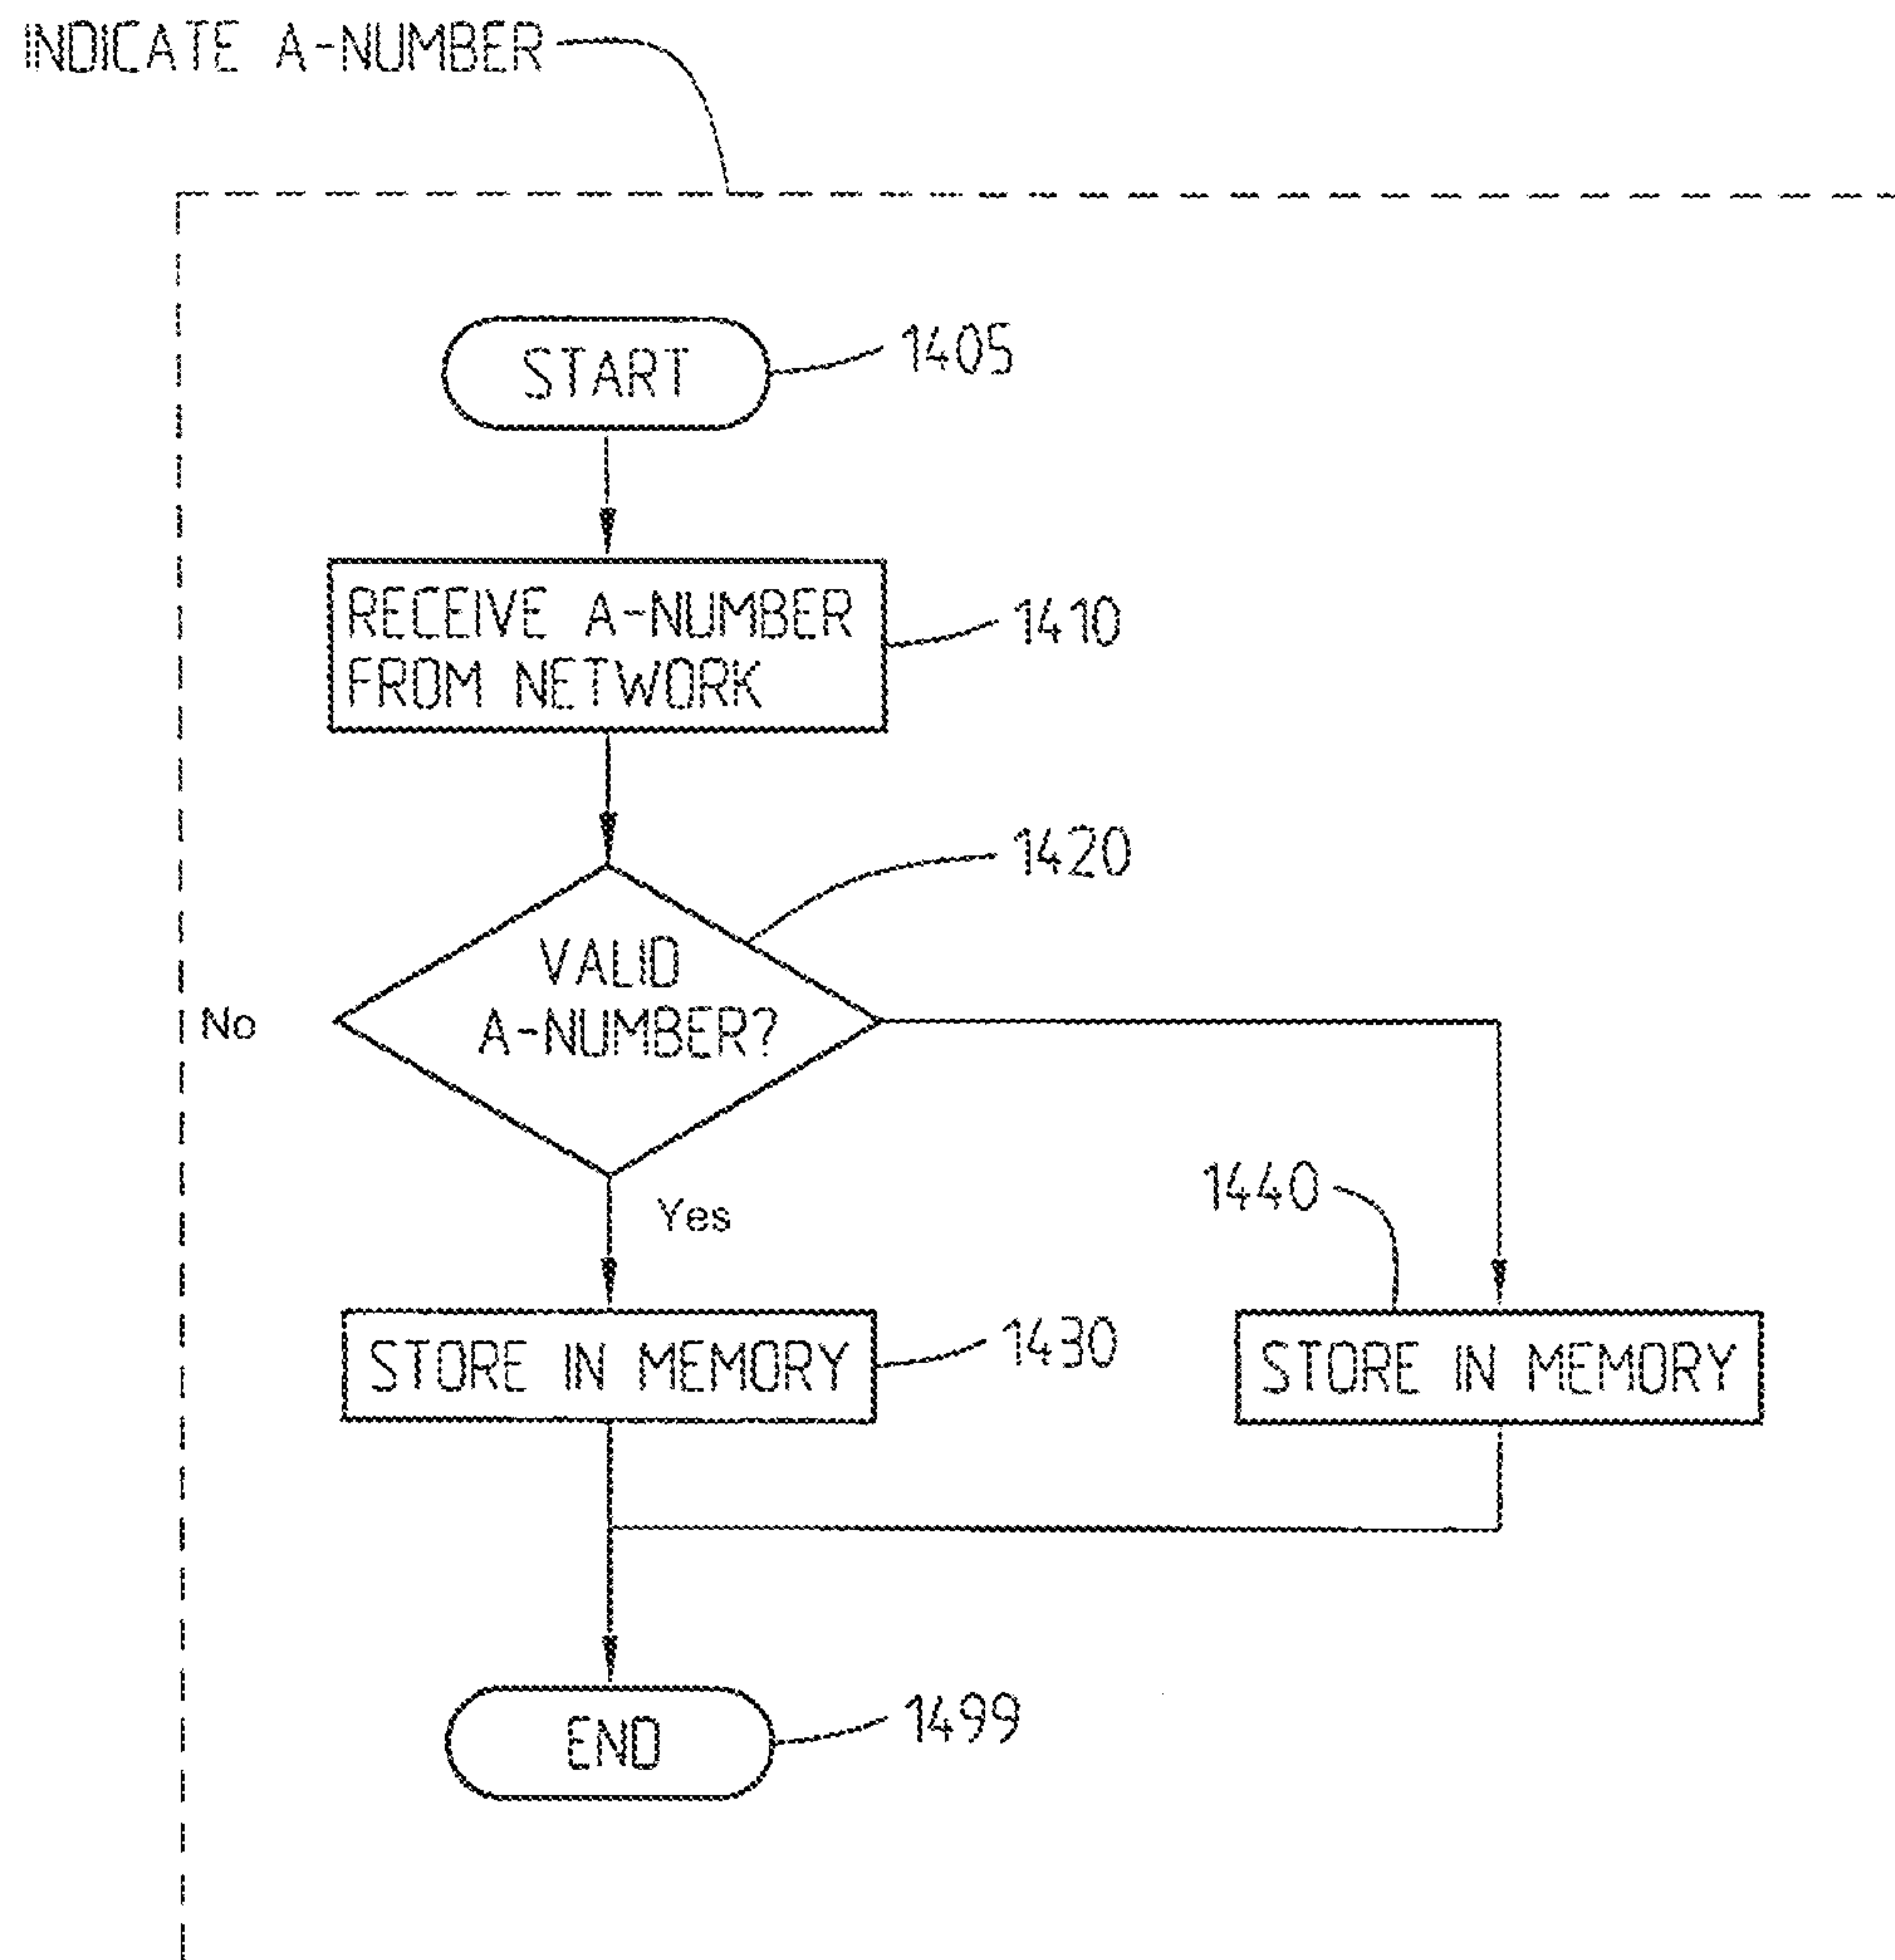 INDICATE A-NUMBER
START
1405
RECEIVE A-NUMBER
FROM NETWORK
1410
1420
VALID
A-NUMBER?
No
Yes
1440
STORE IN MEMORY
1430
STORE IN MEMORY
END
1499